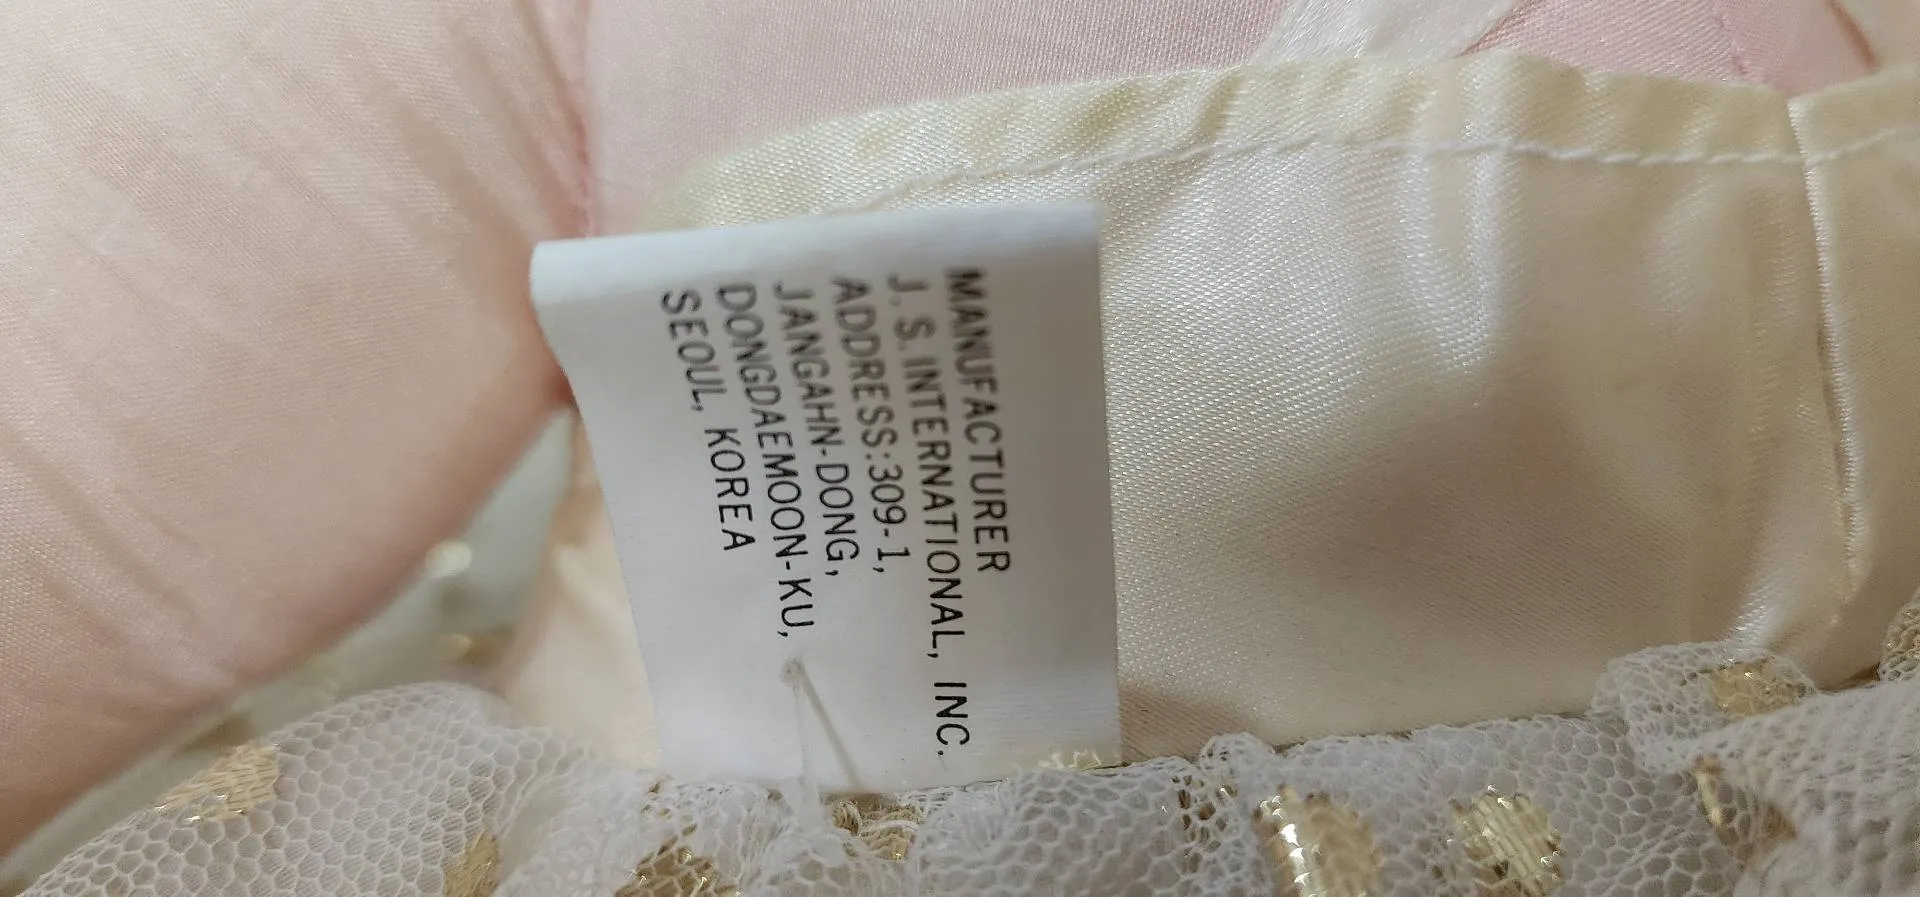 MANUFACTURER
J. S. INTERNATIONAL, INC.
ADDRESS:309-1,
JANGAHN-DONG,
DONGDAEMOON-KU,
SEOUL, KOREA